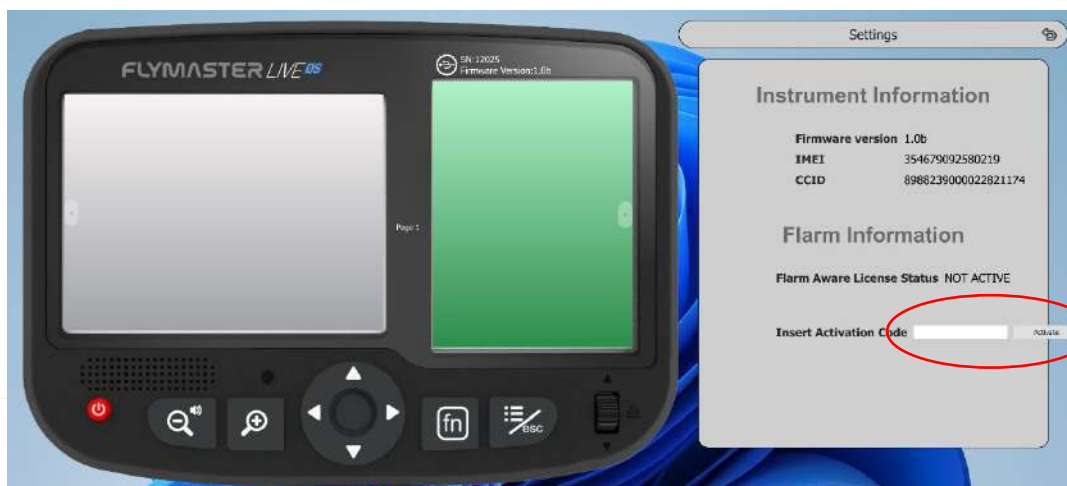 FLYMASTER LIVE DS
SN:12025
Firmware Version:1.0b
Page 1
fn
esc
Settings
Instrument Information
Firmware version 1.0b
IMEI 354679092580219
CCID 8988239000022821174
Flarm Information
Flarm Aware License Status NOT ACTIVE
Insert Activation Code Activate